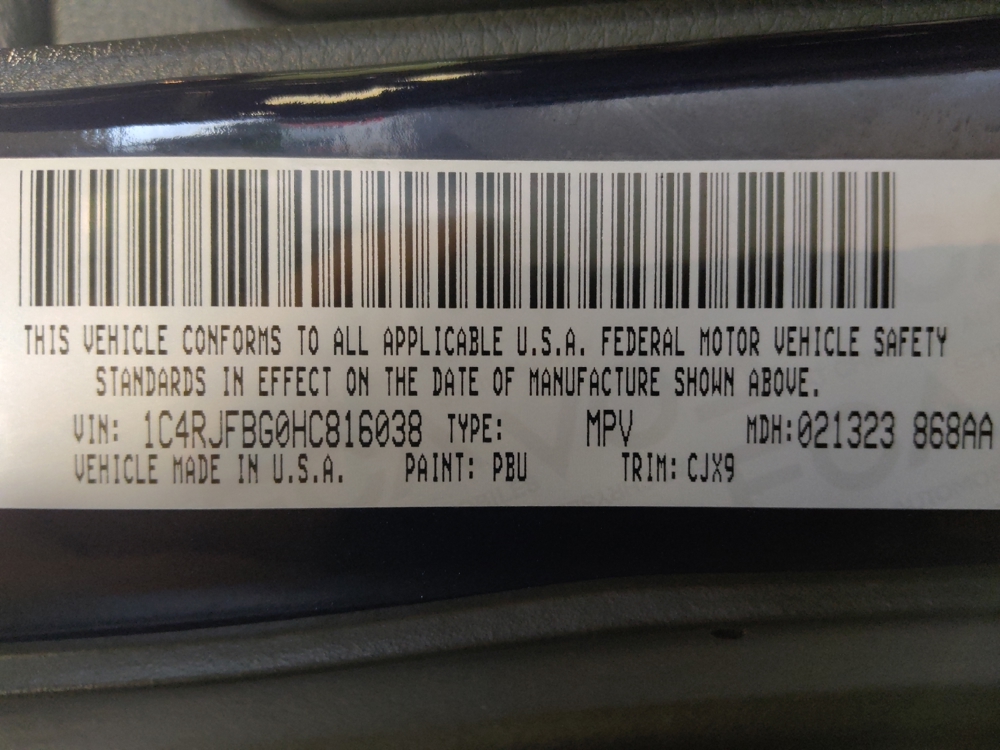 THIS VEHICLE CONFORMS TO ALL APPLICABLE U.S.A. FEDERAL MOTOR VEHICLE SAFETY
STANDARDS IN EFFECT ON THE DATE OF MANUFACTURE SHOWN ABOVE.
VIN: 1C4RJFBG0HC816038 TYPE: MPV MDH:021323 868AA
VEHICLE MADE IN U.S.A. PAINT: PBU TRIM: CJX9